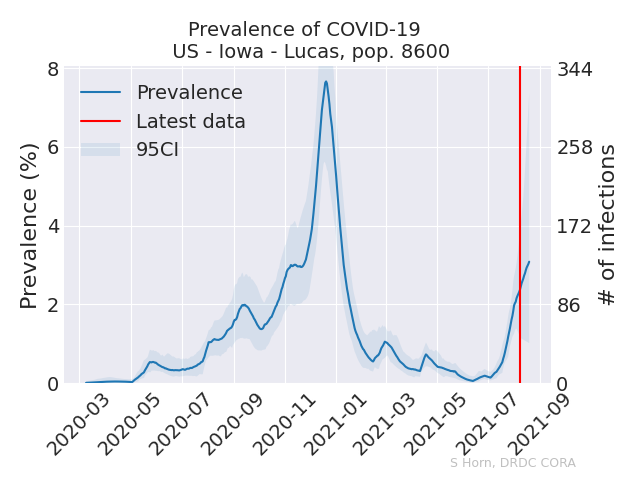 Prevalence of COVID-19
US - Iowa - Lucas, pop. 8600
Prevalence
Latest data
95CI
Prevalence (%)
8
6
4
2
0
344
258
172
86
0
# of infections
2020-03
2020-05
2020-07
2020-09
2020-11
2021-01
2021-03
2021-05
2021-07
2021-09
S Horn, DRDC CORA